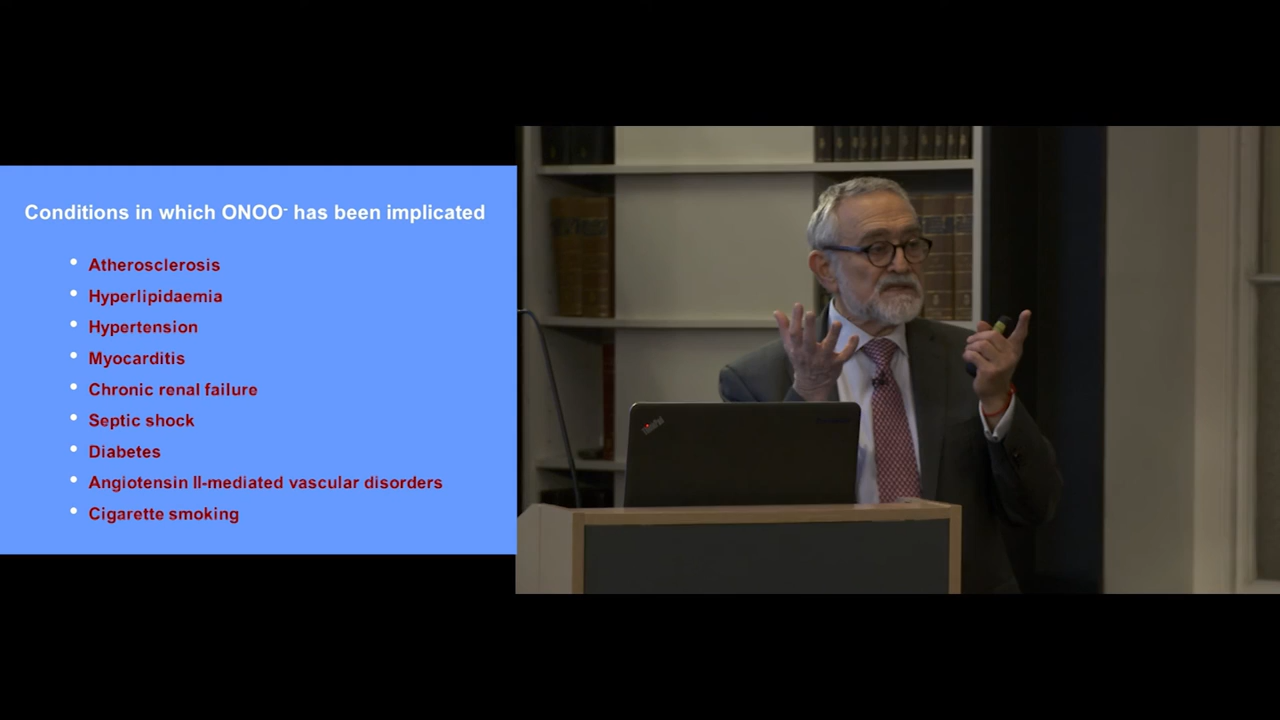 Conditions in which ONOO⁻ has been implicated
• Atherosclerosis
• Hyperlipidaemia
• Hypertension
• Myocarditis
• Chronic renal failure
• Septic shock
• Diabetes
• Angiotensin II-mediated vascular disorders
• Cigarette smoking
ThinkPad